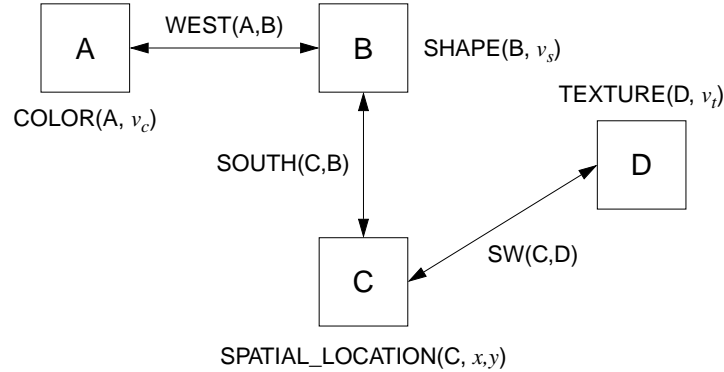 WEST(A,B)
A
B
SHAPE(B, vs)
COLOR(A, vc)
TEXTURE(D, vt)
SOUTH(C,B)
D
SW(C,D)
C
SPATIAL_LOCATION(C, x,y)